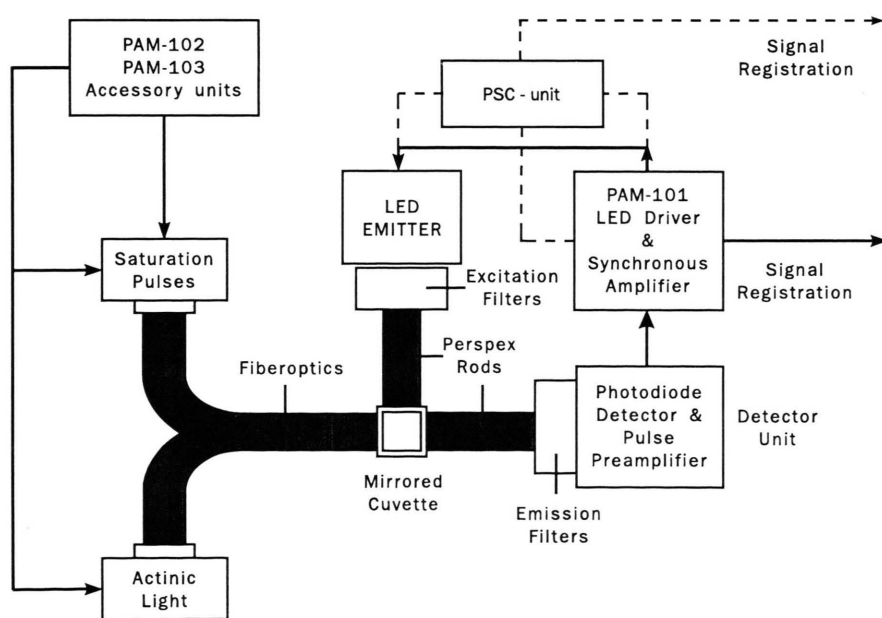 PAM-102
PAM-103
Accessory units
Signal
Registration
PSC - unit
LED
EMITTER
PAM-101
LED Driver
&
Synchronous
Amplifier
Saturation
Pulses
Excitation
Filters
Signal
Registration
Fiberoptics
Perspex
Rods
Photodiode
Detector &
Pulse
Preamplifier
Detector
Unit
Mirrored
Cuvette
Emission
Filters
Actinic
Light